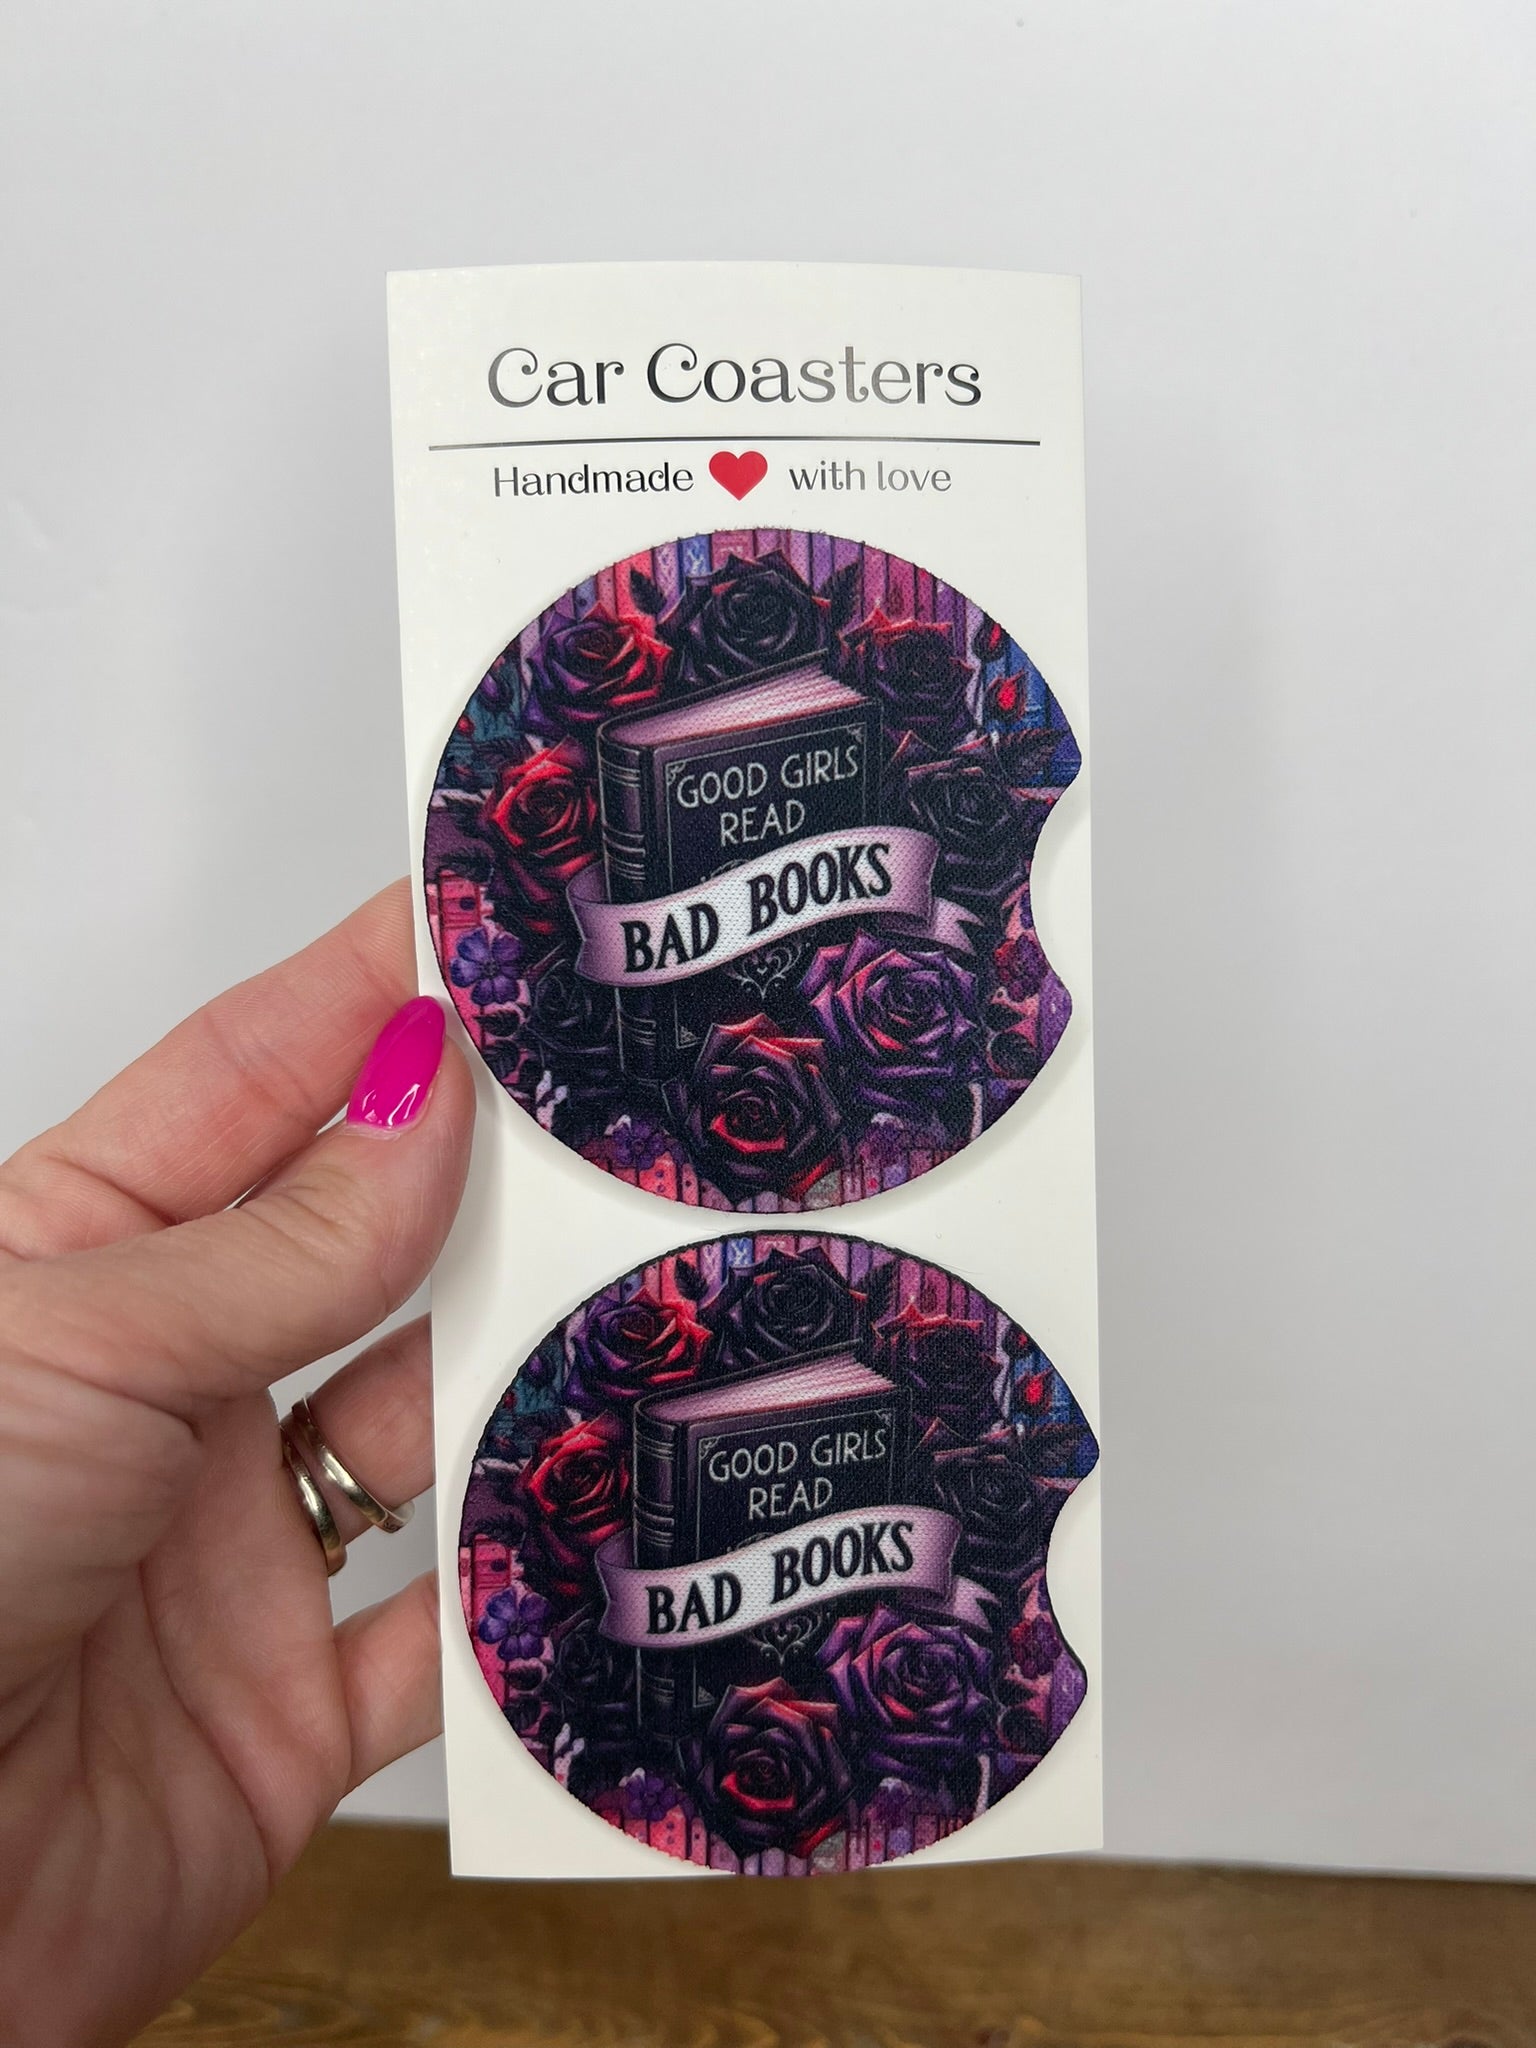 Car Coasters
Handmade with love
GOOD GIRLS
READ
BAD BOOKS
GOOD GIRLS
READ
BAD BOOKS